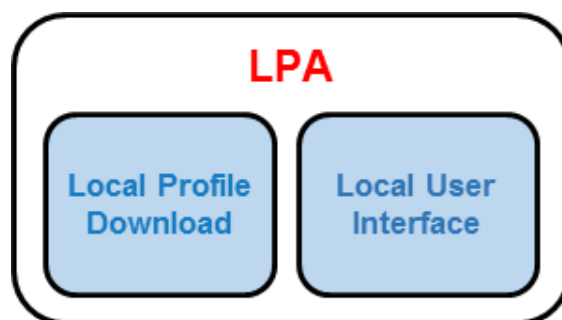 LPA
Local Profile
Download
Local User
Interface